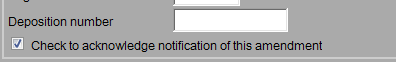 Deposition number
Check to acknowledge notification of this amendment